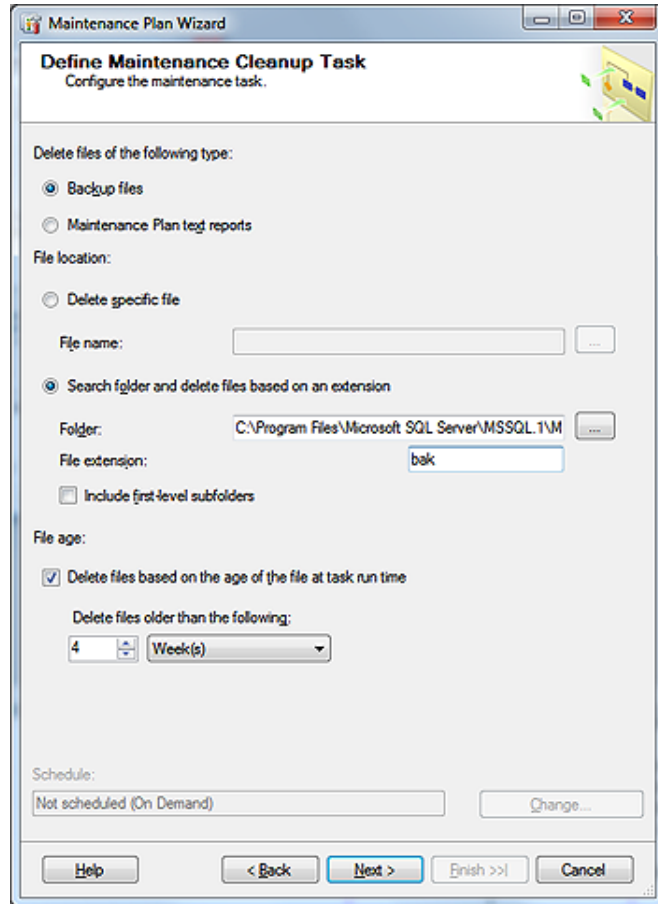 Maintenance Plan Wizard
Define Maintenance Cleanup Task
Configure the maintenance task.
Delete files of the following type:
Backup files
Maintenance Plan text reports
File location:
Delete specific file
File name:
...
Search folder and delete files based on an extension
Folder: C:\Program Files\Microsoft SQL Server\MSSQL.1\M ...
File extension: bak
Include first-level subfolders
File age:
Delete files based on the age of the file at task run time
Delete files older than the following:
4 Week(s)
Schedule:
Not scheduled (On Demand) Change...
Help < Back Next > Finish >>| Cancel